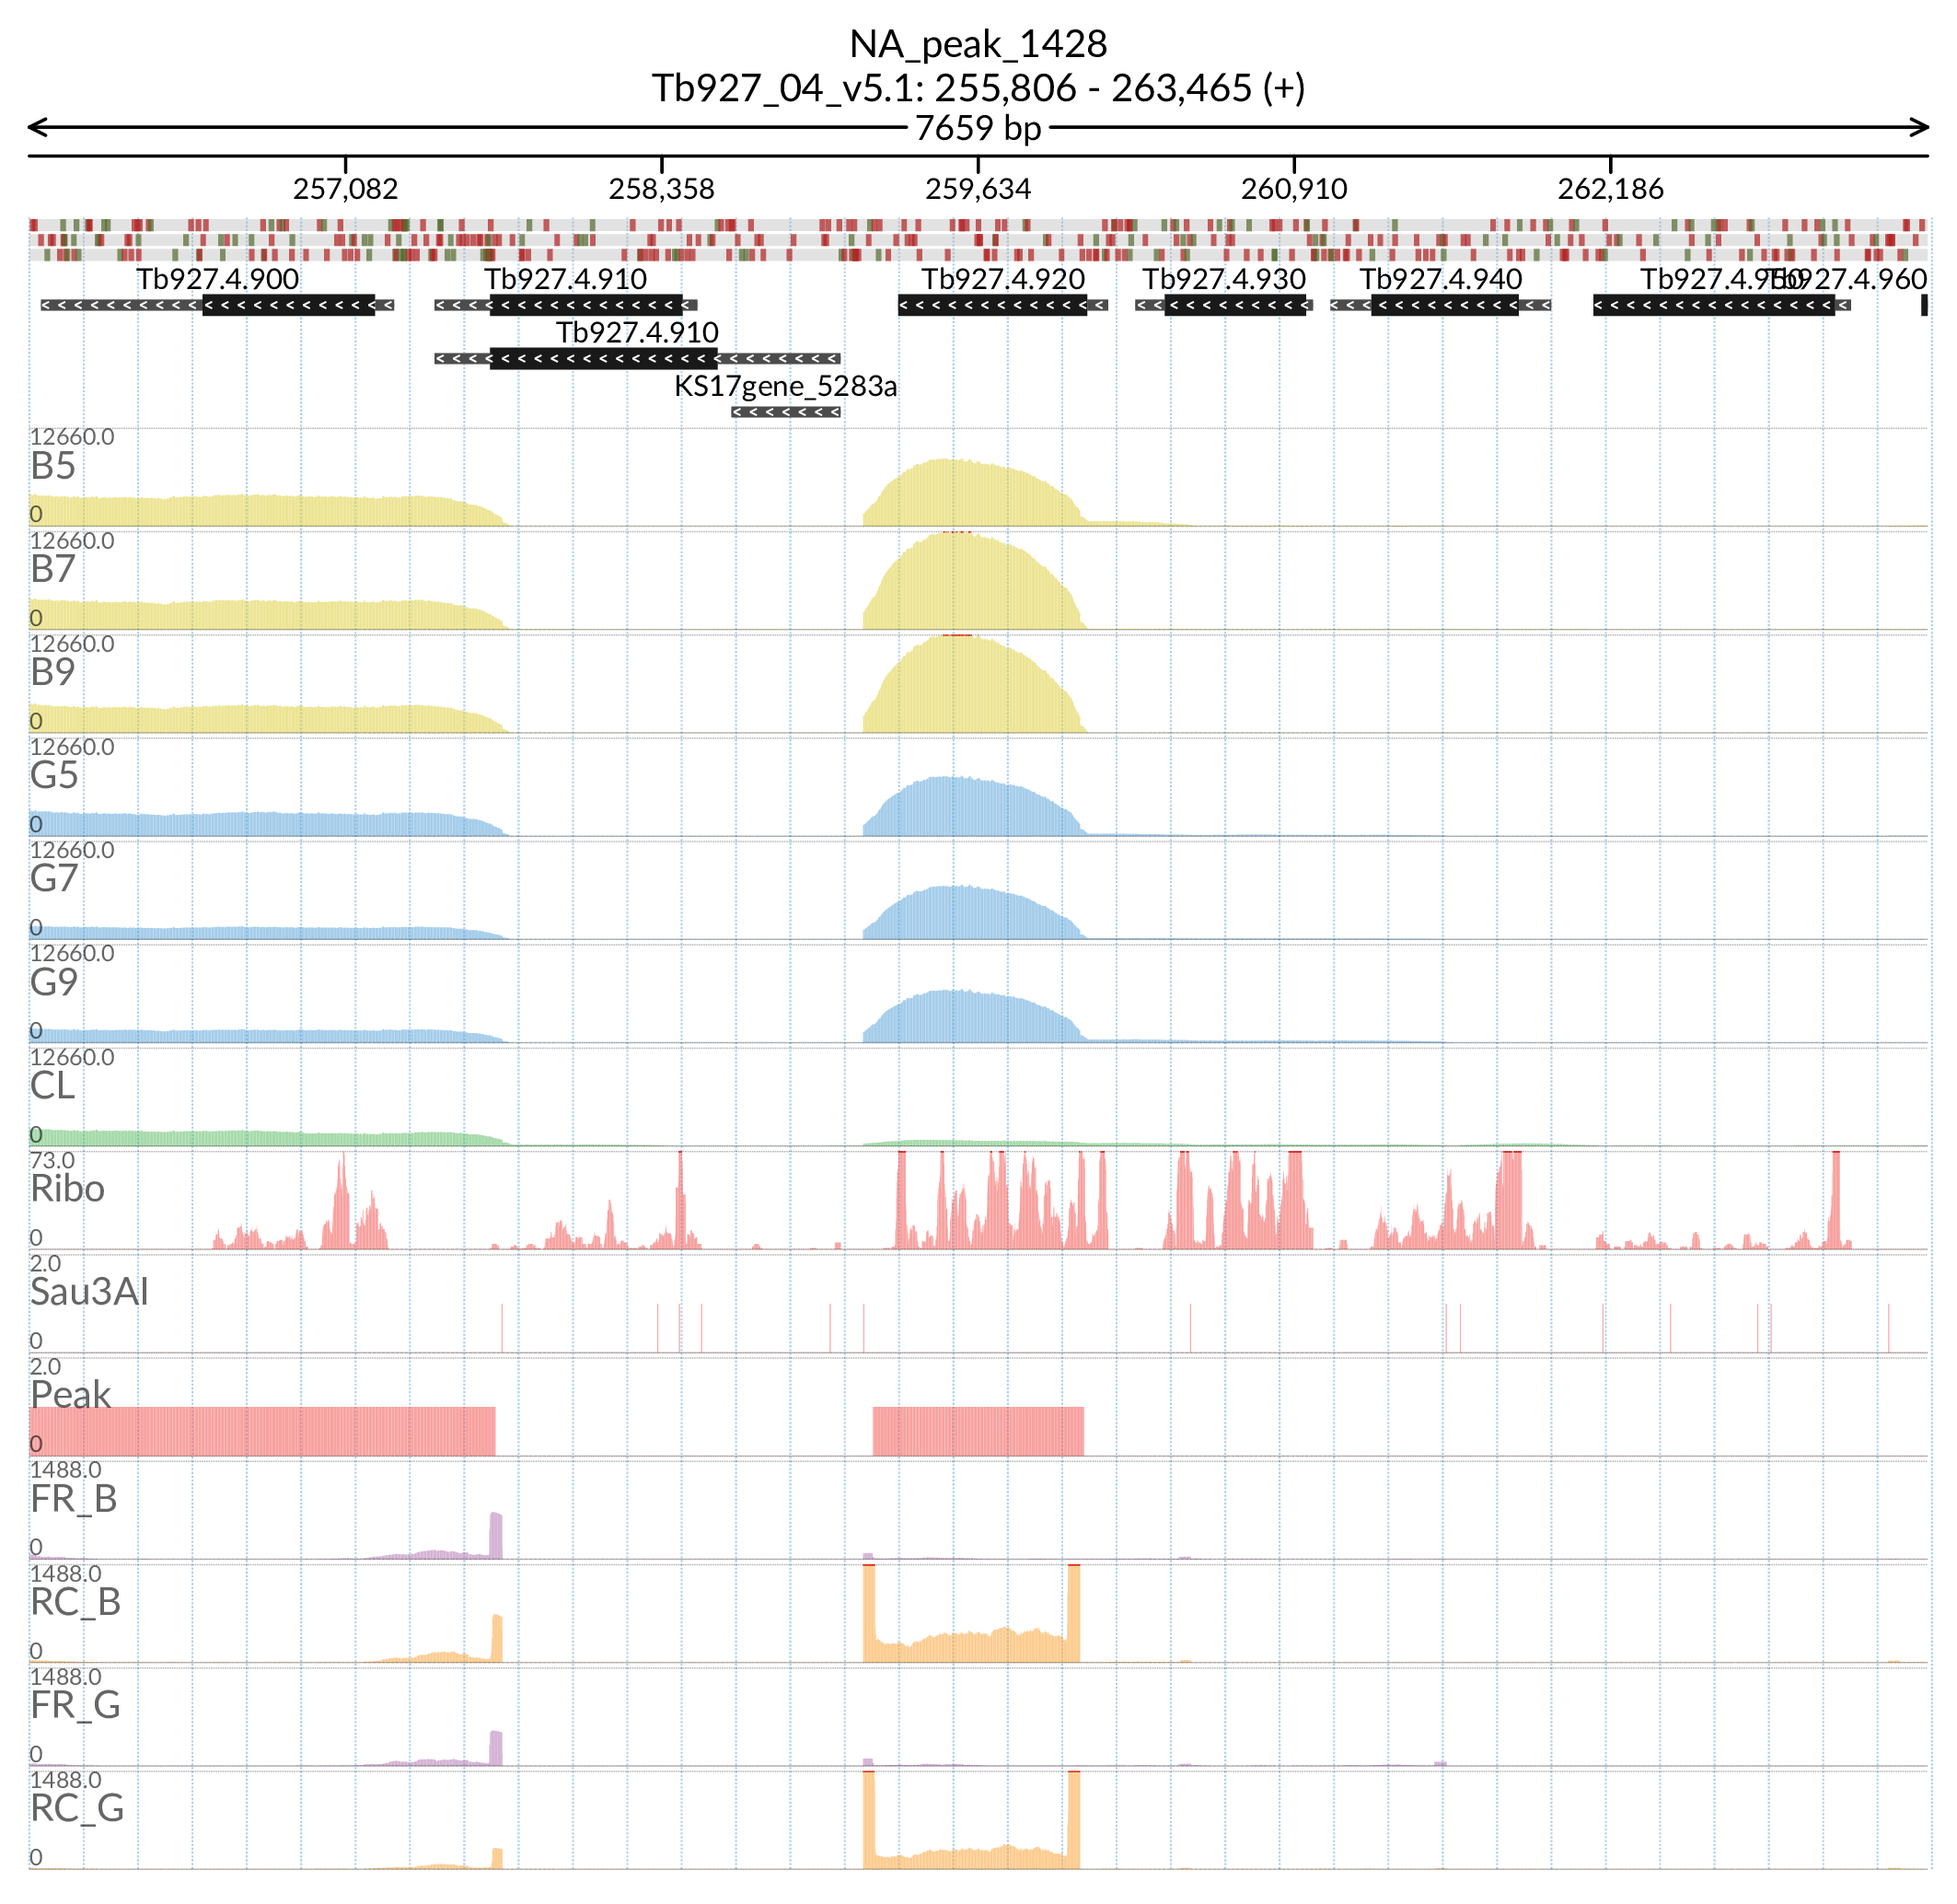 NA_peak_1428
Tb927_04_v5.1: 255,806 - 263,465 (+)
7659 bp
257,082 258,358 259,634 260,910 262,186
Tb927.4.900 Tb927.4.910 Tb927.4.920 Tb927.4.930 Tb927.4.940 Tb927.4.950 Tb927.4.960
Tb927.4.910
KS17gene_5283a
12660.0
B5
0
12660.0
B7
0
12660.0
B9
0
12660.0
G5
0
12660.0
G7
0
12660.0
G9
0
12660.0
CL
0
73.0
Ribo
0
2.0
Sau3AI
0
2.0
Peak
0
1488.0
FR_B
0
1488.0
RC_B
0
1488.0
FR_G
0
1488.0
RC_G
0